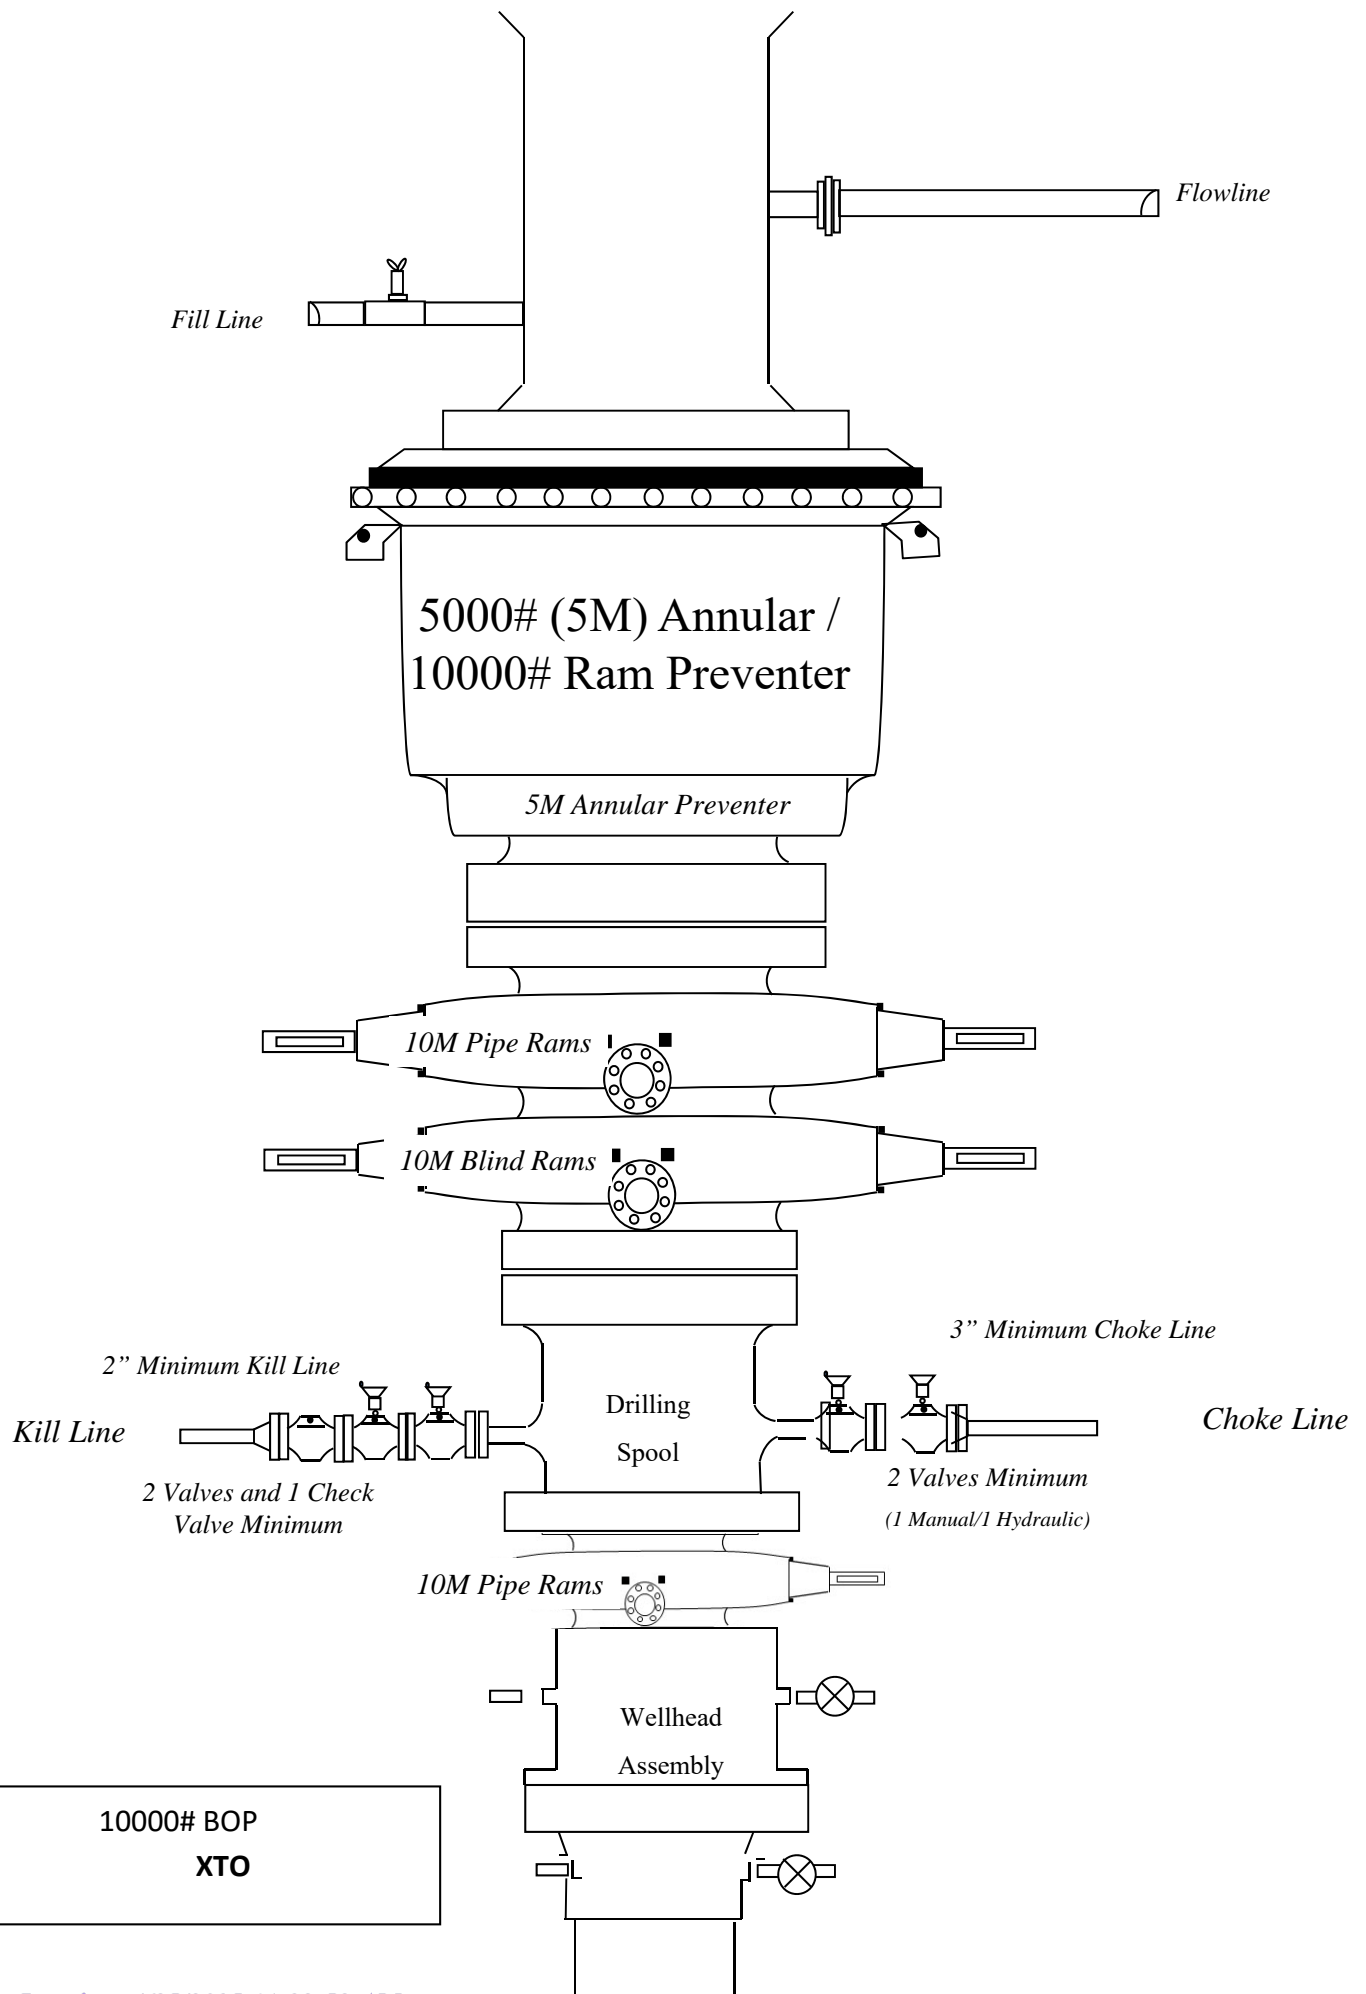 Flowline
Fill Line
5000# (5M) Annular /
10000# Ram Preventer
5M Annular Preventer
10M Pipe Rams
10M Blind Rams
3” Minimum Choke Line
2” Minimum Kill Line
Drilling
Spool
Kill Line
Choke Line
2 Valves and 1 Check
Valve Minimum
2 Valves Minimum
(1 Manual/1 Hydraulic)
10M Pipe Rams
Wellhead
Assembly
10000# BOP
XTO